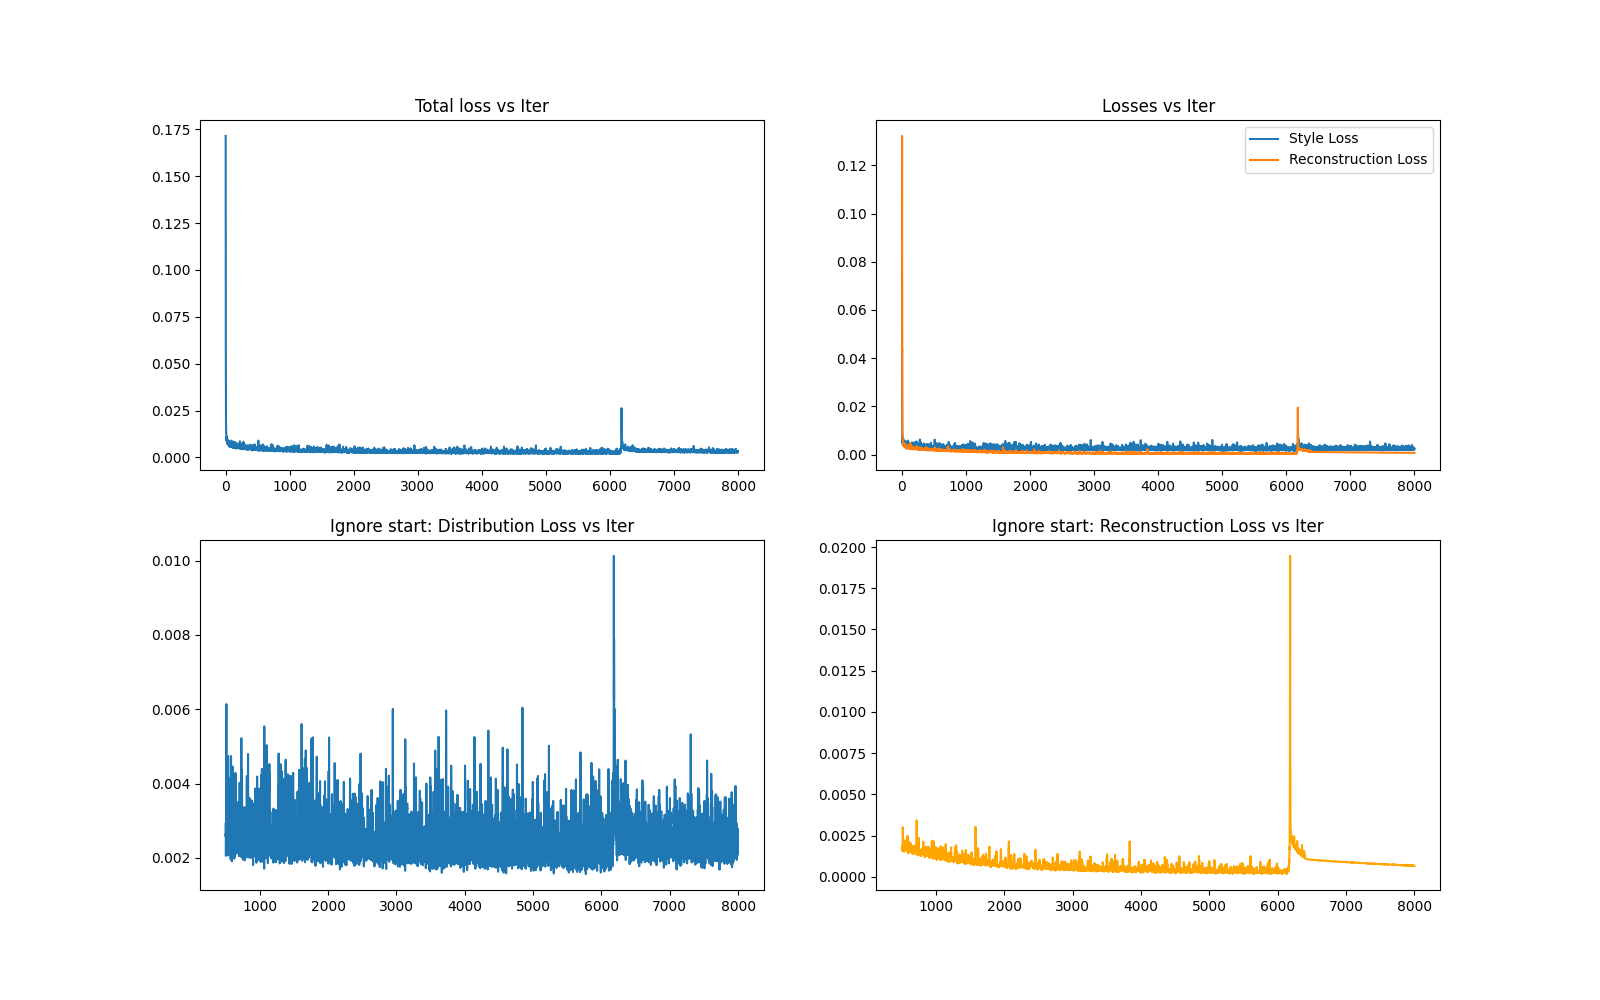 Total loss vs Iter
0.175
0.150
0.125
0.100
0.075
0.050
0.025
0.000
0 1000 2000 3000 4000 5000 6000 7000 8000
Losses vs Iter
Style Loss
Reconstruction Loss
0.12
0.10
0.08
0.06
0.04
0.02
0.00
0 1000 2000 3000 4000 5000 6000 7000 8000
Ignore start: Distribution Loss vs Iter
0.010
0.008
0.006
0.004
0.002
1000 2000 3000 4000 5000 6000 7000 8000
Ignore start: Reconstruction Loss vs Iter
0.0200
0.0175
0.0150
0.0125
0.0100
0.0075
0.0050
0.0025
0.0000
1000 2000 3000 4000 5000 6000 7000 8000